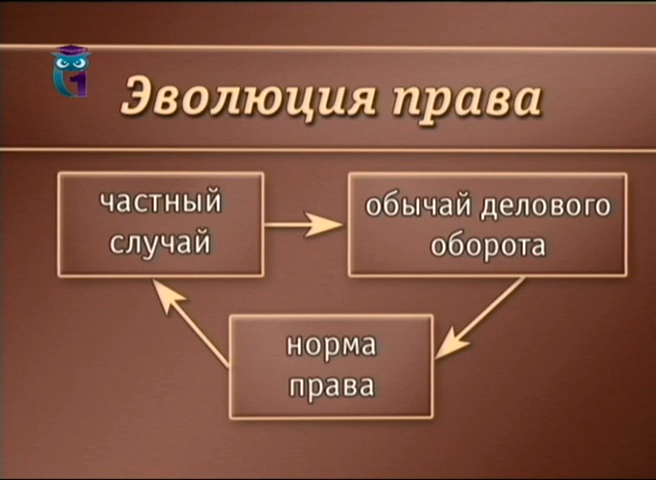 Эволюция права
частный
случай
обычай делового
оборота
норма
права